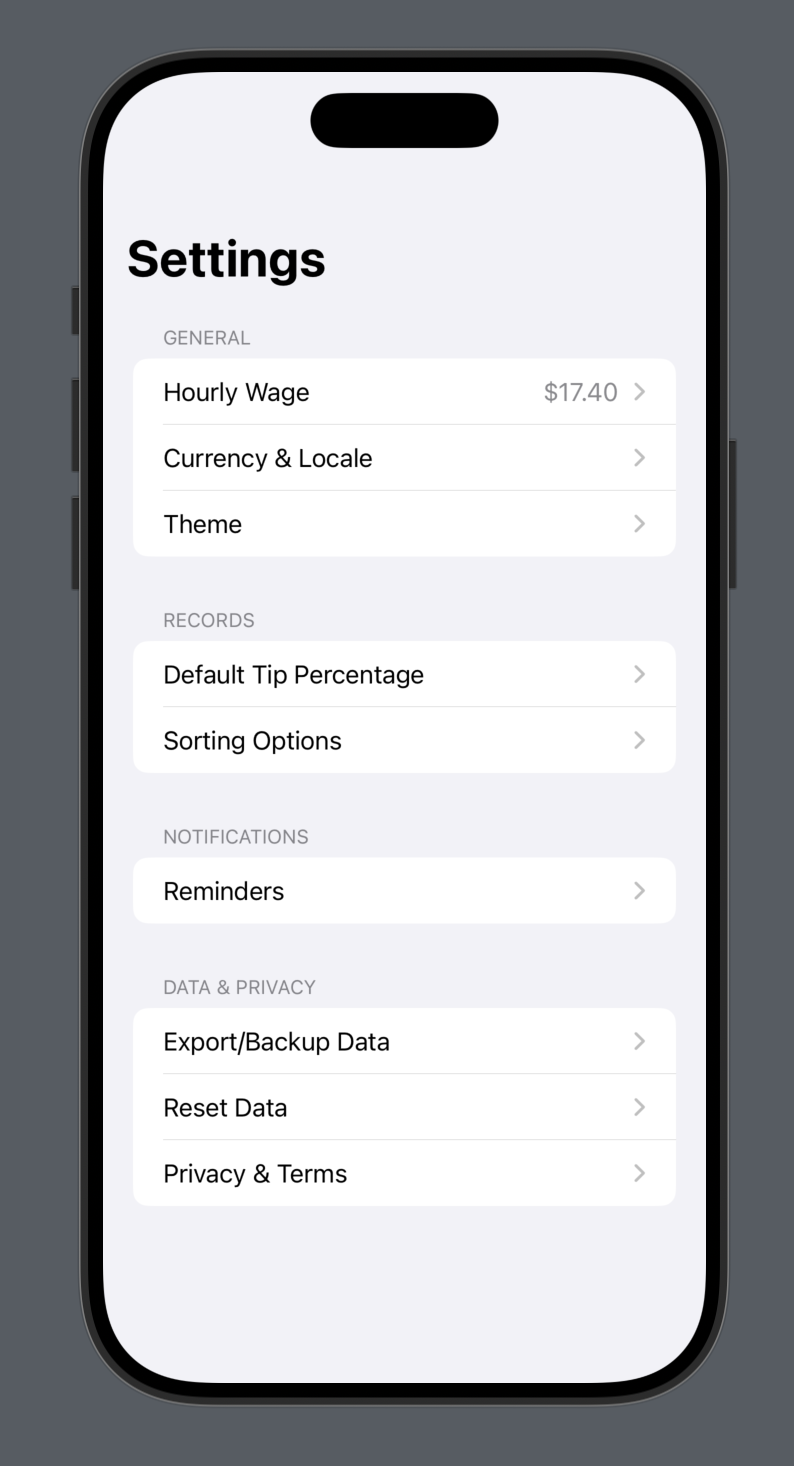 Settings
GENERAL
Hourly Wage $17.40
Currency & Locale
Theme
RECORDS
Default Tip Percentage
Sorting Options
NOTIFICATIONS
Reminders
DATA & PRIVACY
Export/Backup Data
Reset Data
Privacy & Terms